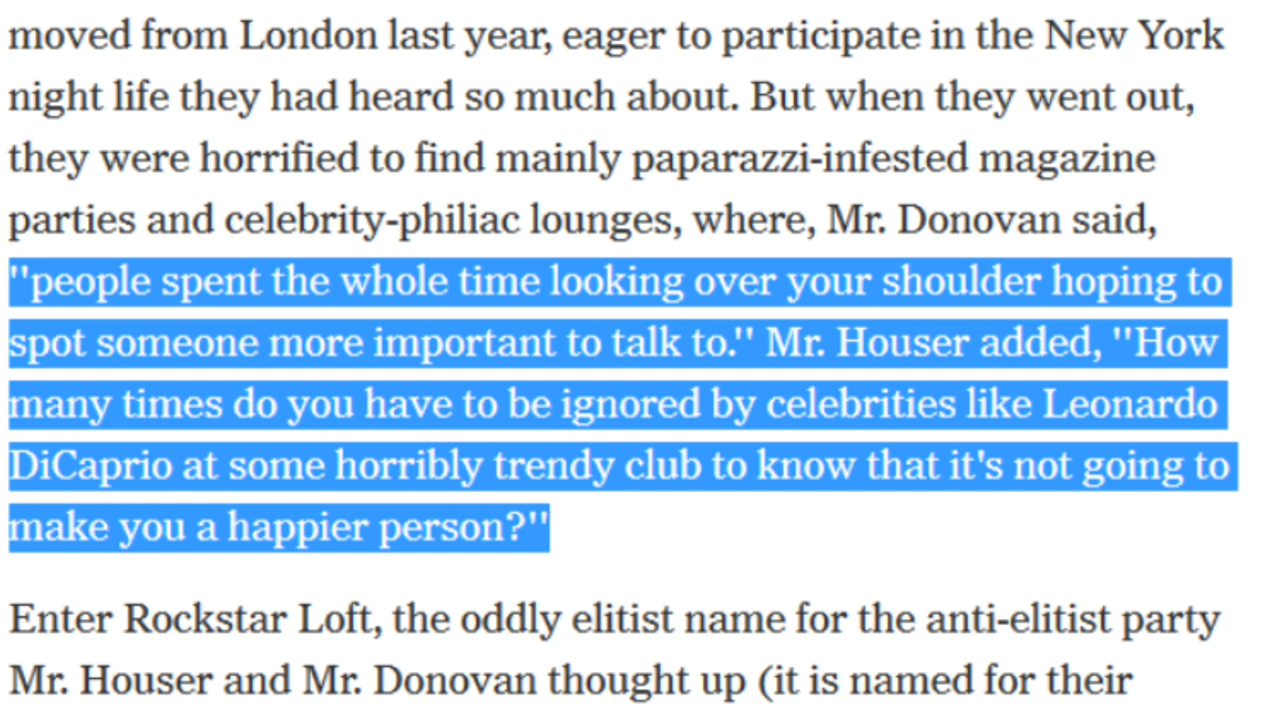 moved from London last year, eager to participate in the New York
night life they had heard so much about. But when they went out,
they were horrified to find mainly paparazzi-infested magazine
parties and celebrity-philiac lounges, where, Mr. Donovan said,
''people spent the whole time looking over your shoulder hoping to
spot someone more important to talk to.'' Mr. Houser added, ''How
many times do you have to be ignored by celebrities like Leonardo
DiCaprio at some horribly trendy club to know that it's not going to
make you a happier person?''
Enter Rockstar Loft, the oddly elitist name for the anti-elitist party
Mr. Houser and Mr. Donovan thought up (it is named for their